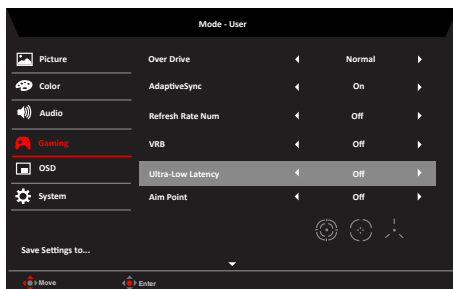 Mode - User
Picture
Over Drive Normal
Color
AdaptiveSync On
Audio
Refresh Rate Num Off
Gaming
VRB Off
OSD
Ultra-Low Latency Off
System
Aim Point Off
Save Settings to...
Move Enter